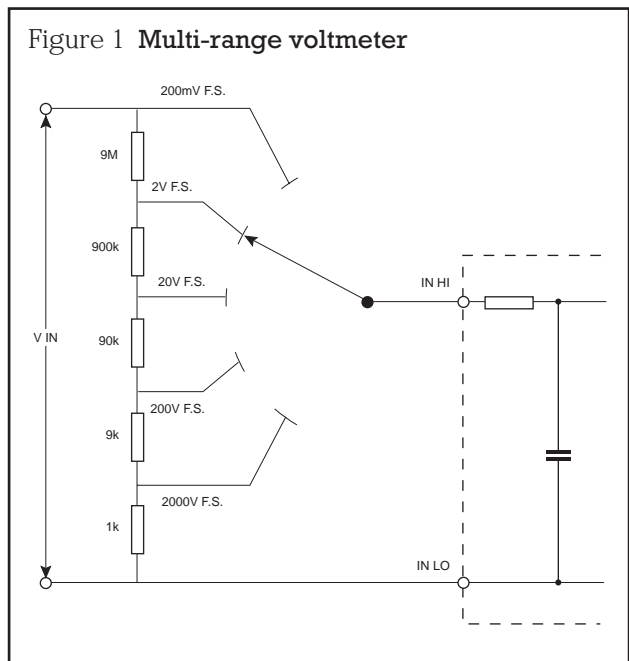 Figure 1 Multi-range voltmeter
200mV F.S.
9M
2V F.S.
900k
20V F.S.
IN HI
V IN
90k
200V F.S.
9k
2000V F.S.
1k
IN LO